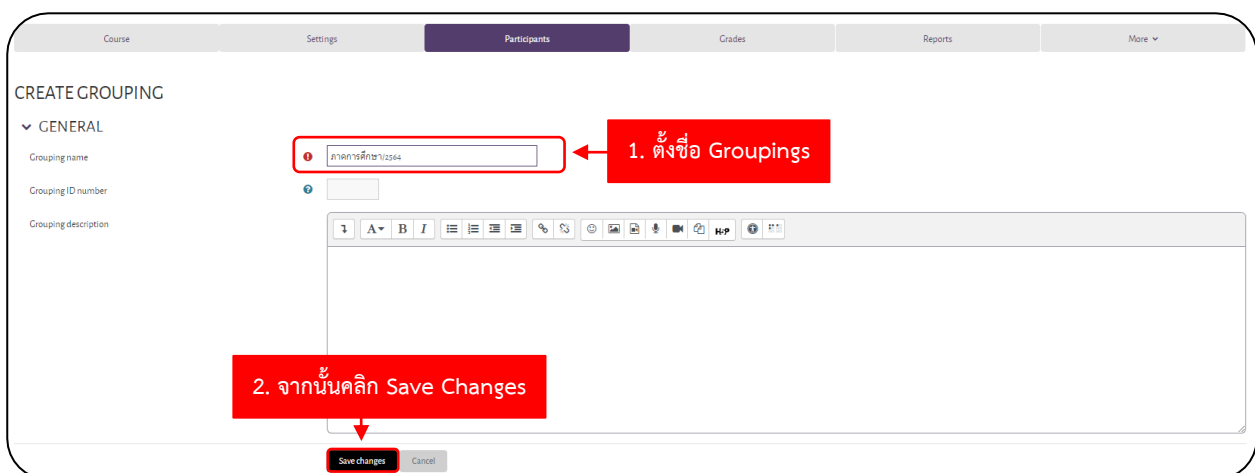 Course Settings Participants Grades Reports More
CREATE GROUPING
GENERAL
Grouping name ภาคการศึกษา/2564
1. ตั้งชื่อ Groupings
Grouping ID number
Grouping description
A B I H5P
2. จากนั้นคลิก Save Changes
Save changes Cancel